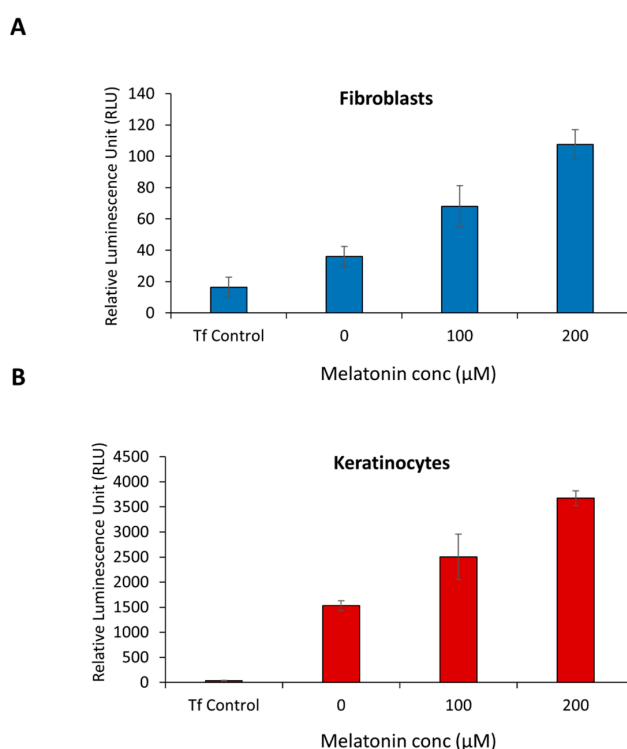 A
Fibroblasts
Relative Luminescence Unit (RLU)
140
120
100
80
60
40
20
0
Tf Control 0 100 200
Melatonin conc (µM)
B
Keratinocytes
Relative Luminescence Unit (RLU)
4500
4000
3500
3000
2500
2000
1500
1000
500
0
Tf Control 0 100 200
Melatonin conc (µM)